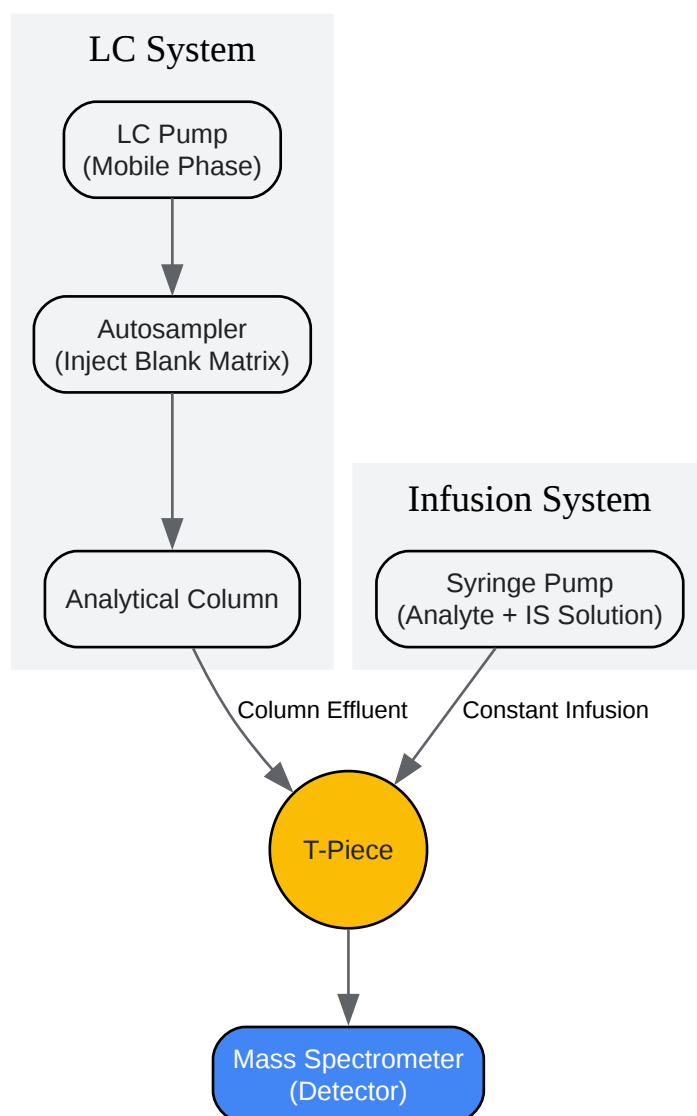 LC System
LC Pump
(Mobile Phase)
Autosampler
(Inject Blank Matrix)
Analytical Column
Infusion System
Syringe Pump
(Analyte + IS Solution)
Column Effluent
Constant Infusion
T-Piece
Mass Spectrometer
(Detector)